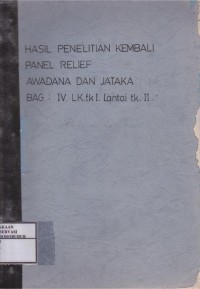 HASIL PENELITIAN KEMBALI
PANEL RELIEF
AWADANA DAN JATAKA
BAG : IV LK.tk I. Lantai tk. II